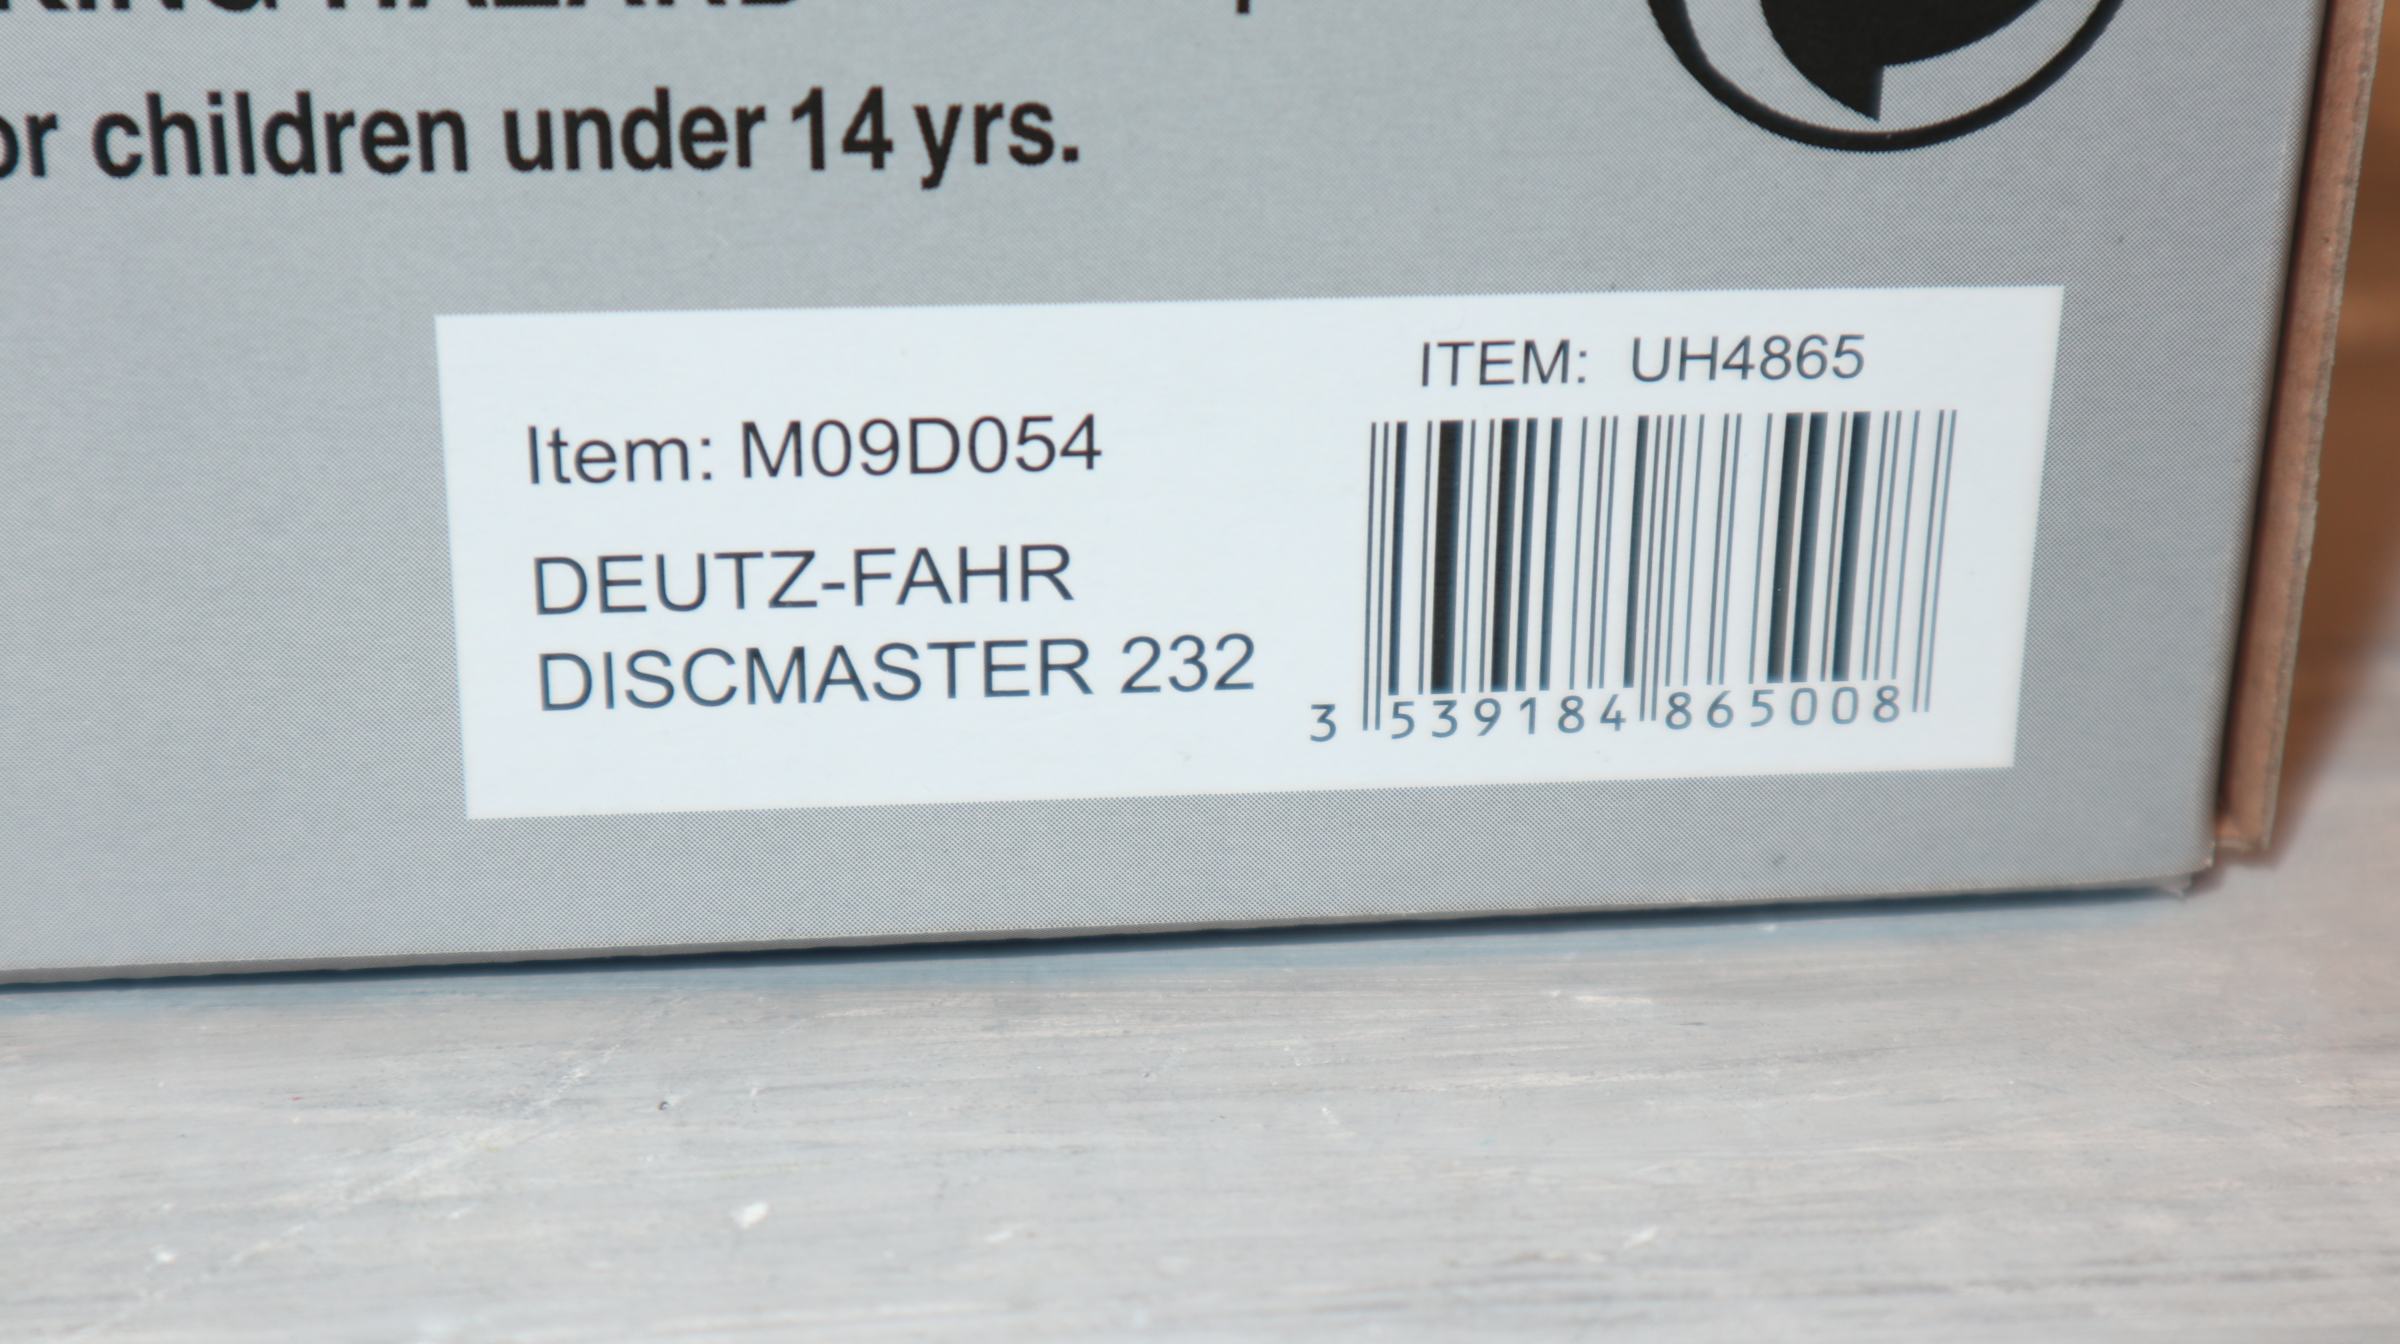 or children under 14 yrs.
ITEM: UH4865
Item: M09D054
DEUTZ-FAHR
DISCMASTER 232
3 539184 865008